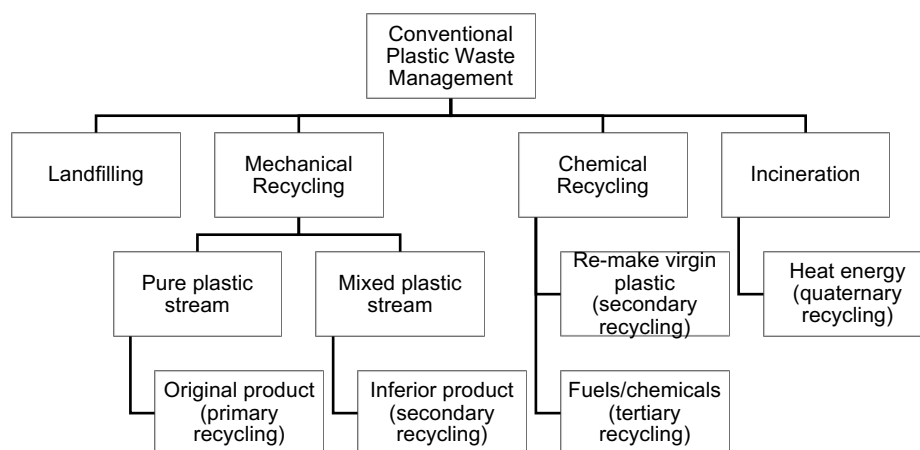 Conventional
Plastic Waste
Management
Landfilling
Mechanical
Recycling
Chemical
Recycling
Incineration
Pure plastic
stream
Mixed plastic
stream
Re-make virgin
plastic
(secondary
recycling)
Heat energy
(quaternary
recycling)
Original product
(primary
recycling)
Inferior product
(secondary
recycling)
Fuels/chemicals
(tertiary
recycling)